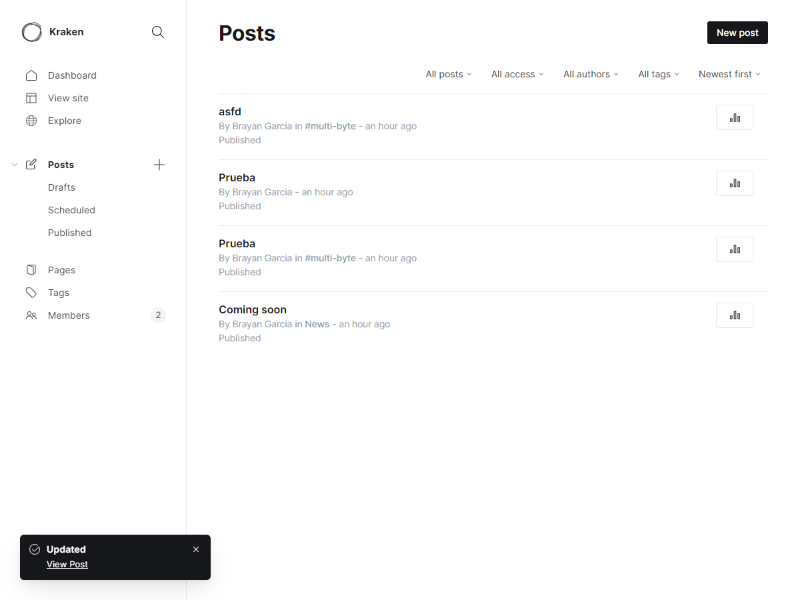 Kraken
Dashboard
View site
Explore
Posts
Drafts
Scheduled
Published
Pages
Tags
Members 2
Posts
New post
All posts All access All authors All tags Newest first
asfd
By Brayan Garcia in #multi-byte - an hour ago
Published
Prueba
By Brayan Garcia - an hour ago
Published
Prueba
By Brayan Garcia in #multi-byte - an hour ago
Published
Coming soon
By Brayan Garcia in News - an hour ago
Published
Updated
View Post